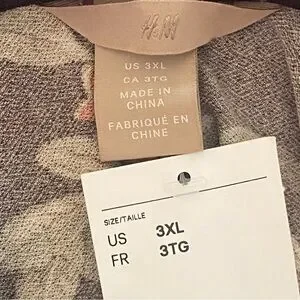 H&M
US 3XL
CA 3TG
MADE IN
CHINA
FABRIQUÉ EN
CHINE
SIZE/TAILLE
US 3XL
FR 3TG